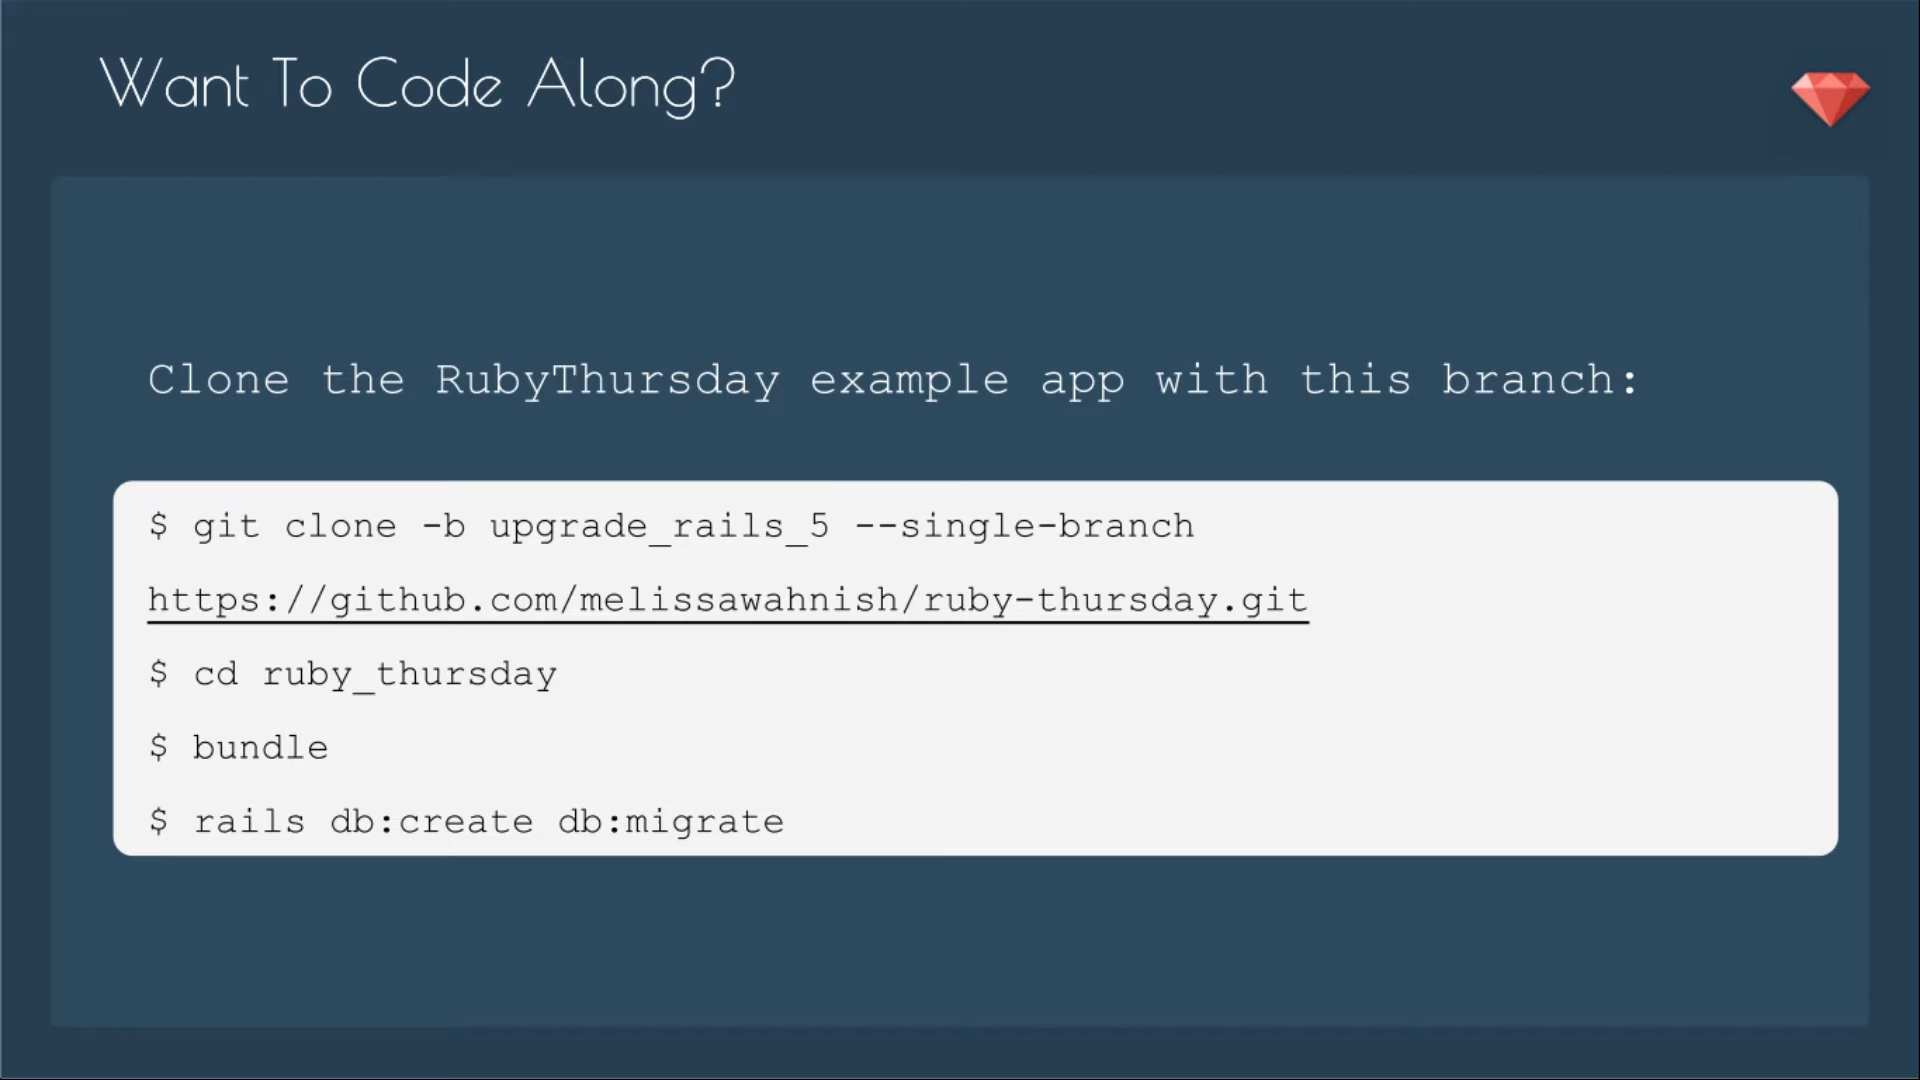 Want To Code Along?
Clone the RubyThursday example app with this branch:
$ git clone -b upgrade_rails_5 --single-branch
https://github.com/melissawahnish/ruby-thursday.git
$ cd ruby_thursday
$ bundle
$ rails db:create db:migrate